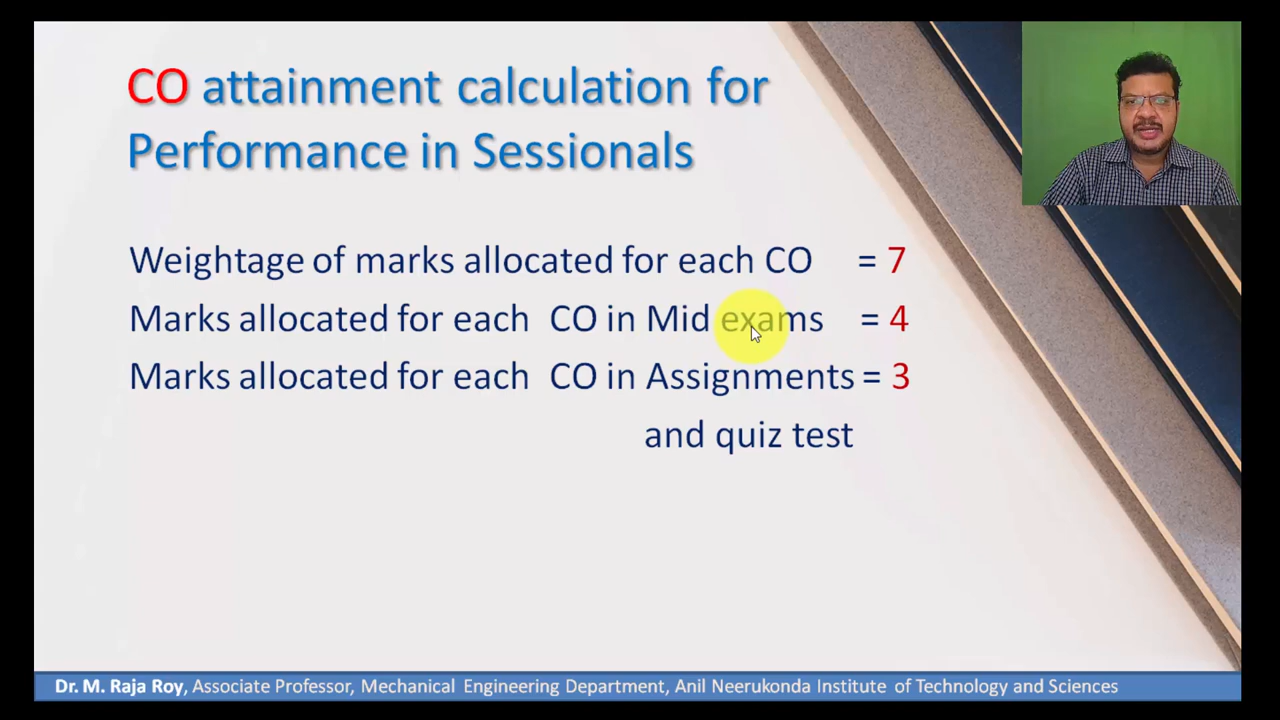 CO attainment calculation for
Performance in Sessionals
Weightage of marks allocated for each CO = 7
Marks allocated for each CO in Mid exams = 4
Marks allocated for each CO in Assignments = 3
and quiz test
Dr. M. Raja Roy, Associate Professor, Mechanical Engineering Department, Anil Neerukonda Institute of Technology and Sciences